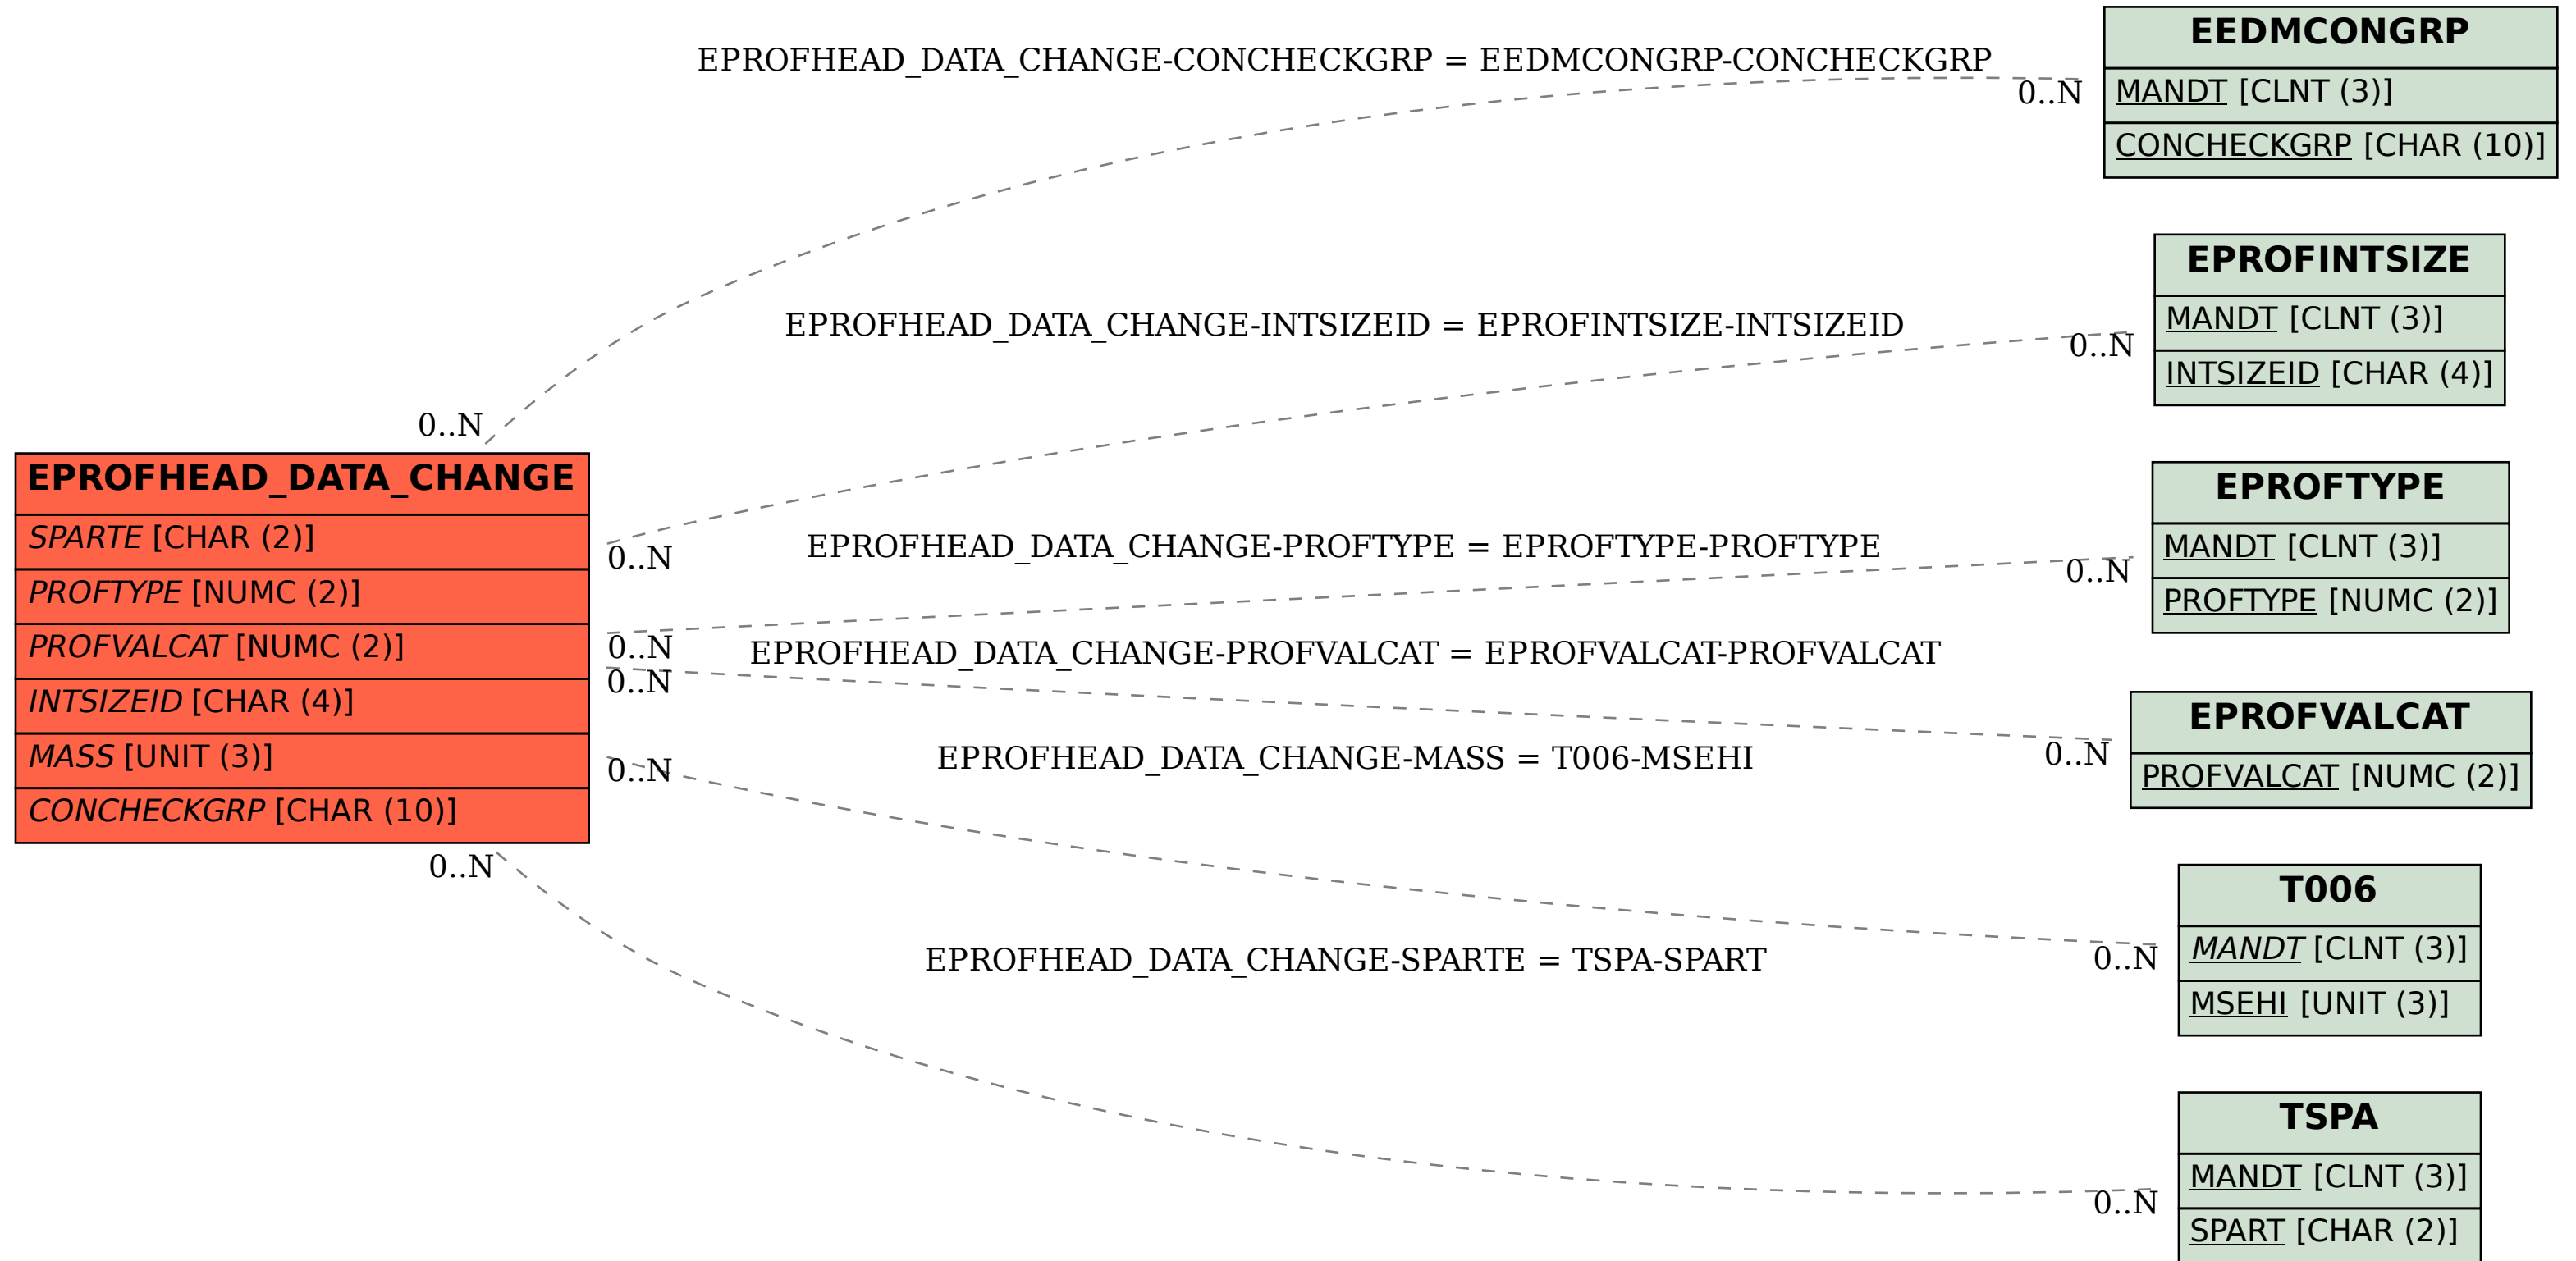 EPROFHEAD_DATA_CHANGE-CONCHECKGRP = EEDMCONGRP-CONCHECKGRP
0..N
0..N
EEDMCONGRP
MANDT [CLNT (3)]
CONCHECKGRP [CHAR (10)]
EPROFHEAD_DATA_CHANGE-INTSIZEID = EPROFINTSIZE-INTSIZEID
0..N
0..N
EPROFINTSIZE
MANDT [CLNT (3)]
INTSIZEID [CHAR (4)]
EPROFHEAD_DATA_CHANGE
SPARTE [CHAR (2)]
PROFTYPE [NUMC (2)]
PROFVALCAT [NUMC (2)]
INTSIZEID [CHAR (4)]
MASS [UNIT (3)]
CONCHECKGRP [CHAR (10)]
EPROFHEAD_DATA_CHANGE-PROFTYPE = EPROFTYPE-PROFTYPE
0..N
0..N
EPROFTYPE
MANDT [CLNT (3)]
PROFTYPE [NUMC (2)]
EPROFHEAD_DATA_CHANGE-PROFVALCAT = EPROFVALCAT-PROFVALCAT
0..N
0..N
EPROFVALCAT
PROFVALCAT [NUMC (2)]
EPROFHEAD_DATA_CHANGE-MASS = T006-MSEHI
0..N
0..N
T006
MANDT [CLNT (3)]
MSEHI [UNIT (3)]
EPROFHEAD_DATA_CHANGE-SPARTE = TSPA-SPART
0..N
0..N
TSPA
MANDT [CLNT (3)]
SPART [CHAR (2)]